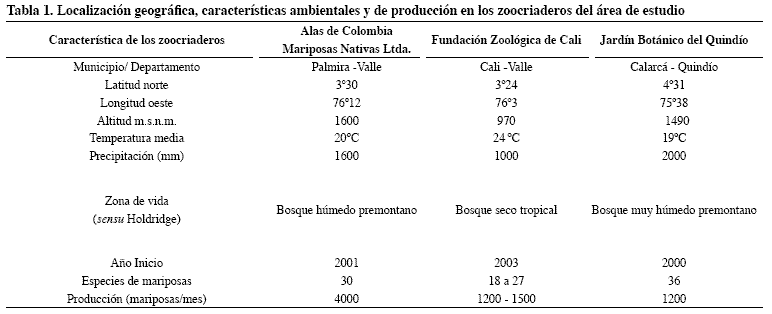 Tabla 1. Localización geográfica, características ambientales y de producción en los zoocriaderos del área de estudio
Característica de los zoocriaderos Alas de Colombia Mariposas Nativas Ltda. Fundación Zoológica de Cali Jardín Botánico del Quindío
Municipio/ Departamento Palmira -Valle Cali -Valle Calarcá - Quindío
Latitud norte 3°30 3°24 4°31
Longitud oeste 76°12 76°3 75°38
Altitud m.s.n.m. 1600 970 1490
Temperatura media 20°C 24 °C 19°C
Precipitación (mm) 1600 1000 2000
Zona de vida
(sensu Holdridge) Bosque húmedo premontano Bosque seco tropical Bosque muy húmedo premontano
Año Inicio 2001 2003 2000
Especies de mariposas 30 18 a 27 36
Producción (mariposas/mes) 4000 1200 - 1500 1200